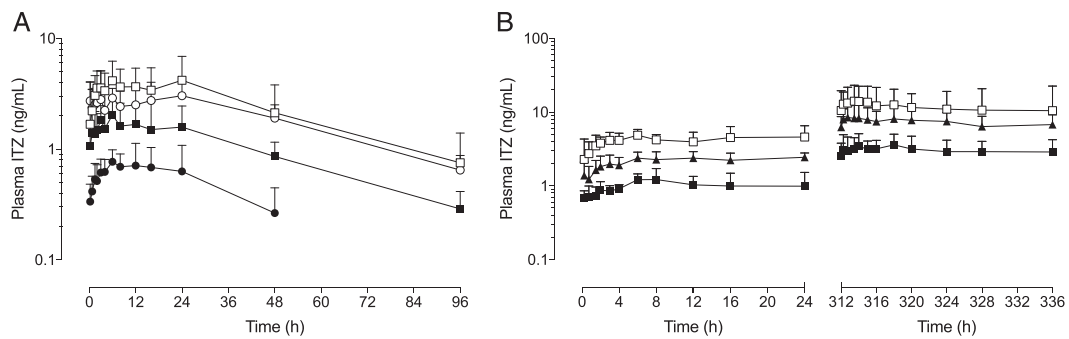 A
B
10
1
0.1
Plasma ITZ (ng/mL)
0 12 24 36 48 60 72 84 96
Time (h)
100
10
1
0.1
Plasma ITZ (ng/mL)
0 4 8 12 16 20 24
Time (h)
312 316 320 324 328 332 336
Time (h)